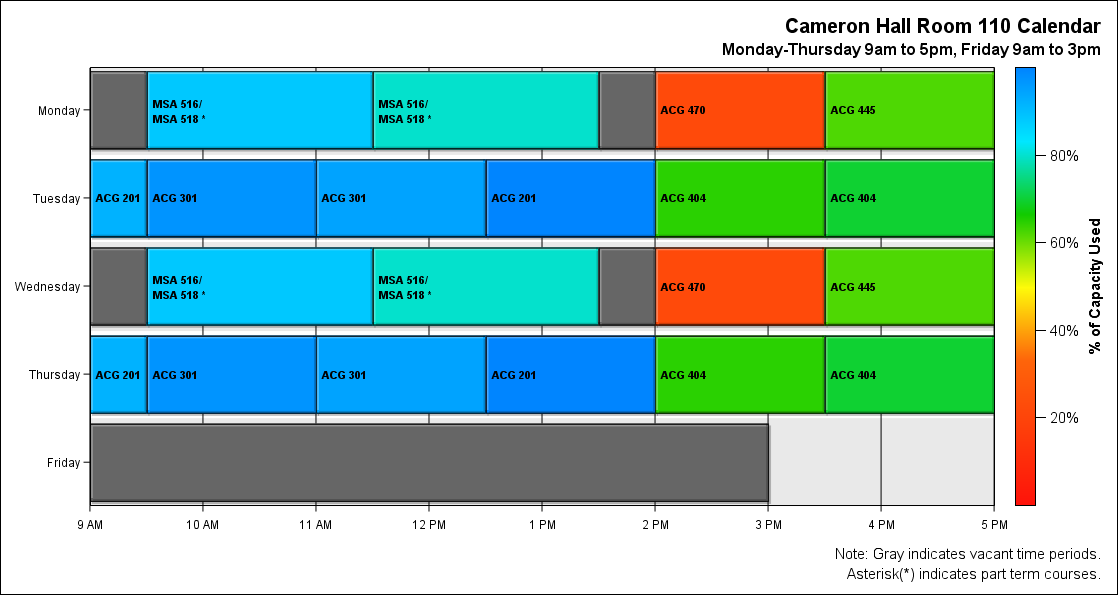 Cameron Hall Room 110 Calendar
Monday-Thursday 9am to 5pm, Friday 9am to 3pm
Monday
MSA 516/
MSA 518 *
MSA 516/
MSA 518 *
ACG 470
ACG 445
Tuesday
ACG 201
ACG 301
ACG 301
ACG 201
ACG 404
ACG 404
Wednesday
MSA 516/
MSA 518 *
MSA 516/
MSA 518 *
ACG 470
ACG 445
Thursday
ACG 201
ACG 301
ACG 301
ACG 201
ACG 404
ACG 404
Friday
9 AM
10 AM
11 AM
12 PM
1 PM
2 PM
3 PM
4 PM
5 PM
80%
60%
40%
20%
% of Capacity Used
Note: Gray indicates vacant time periods.
Asterisk(*) indicates part term courses.